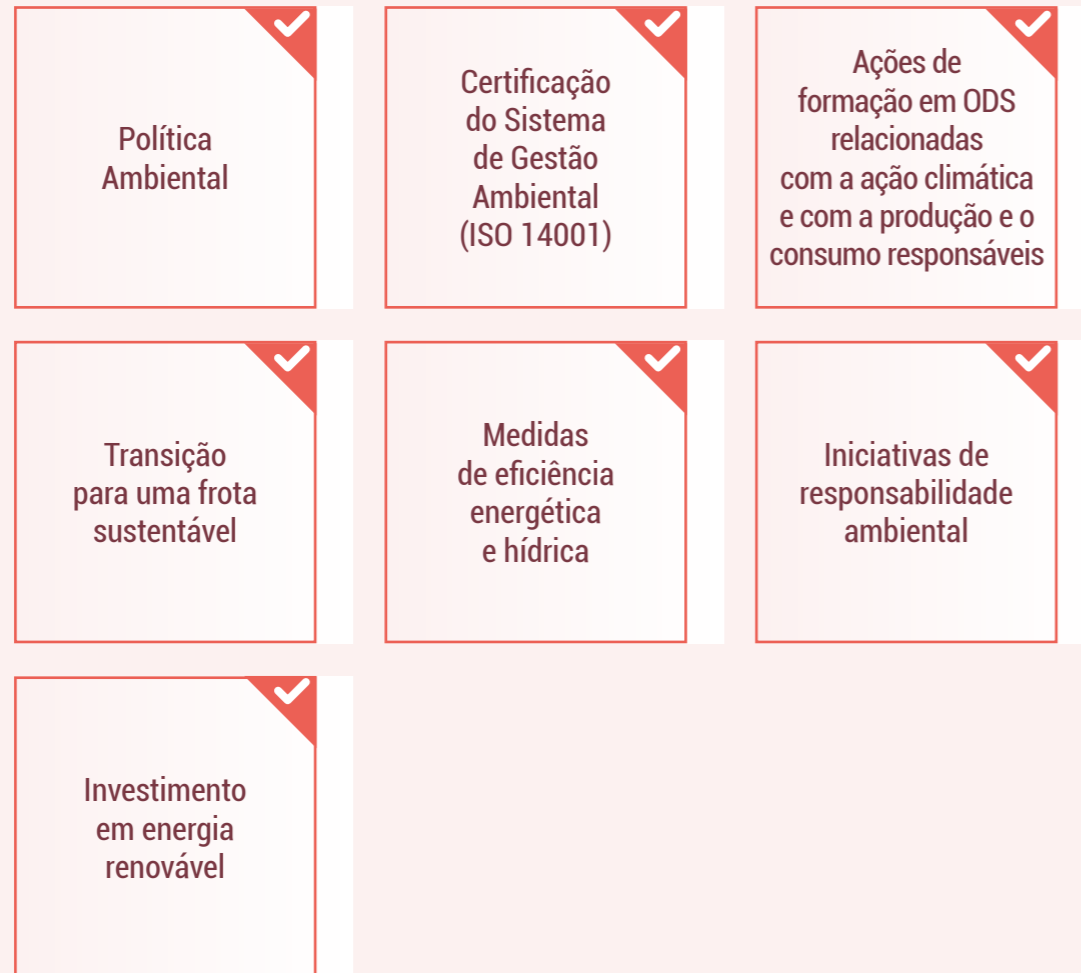 Política
Ambiental
Certificação
do Sistema
de Gestão
Ambiental
(ISO 14001)
Ações de
formação em ODS
relacionadas
com a ação climática
e com a produção e o
consumo responsáveis
Transição
para uma frota
sustentável
Medidas
de eficiência
energética
e hídrica
Iniciativas de
responsabilidade
ambiental
Investimento
em energia
renovável